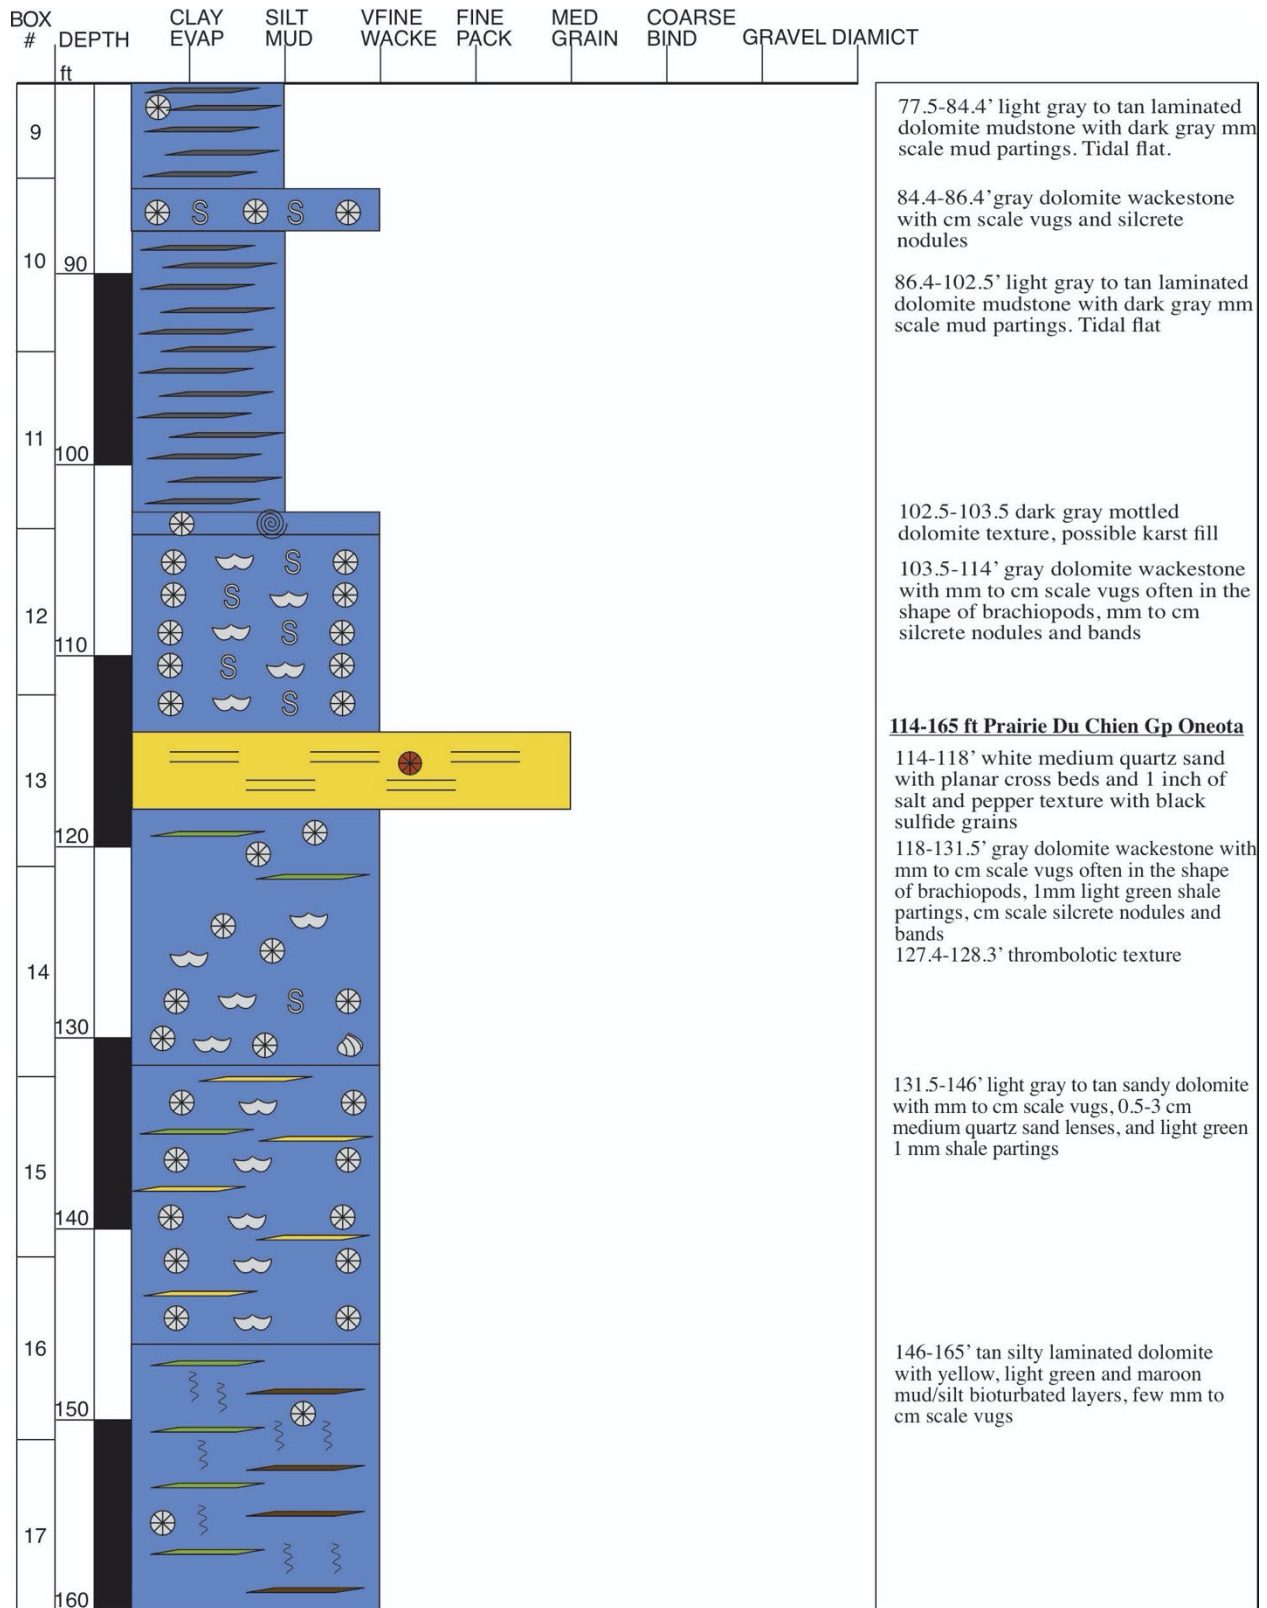 BOX
#
DEPTH
ft
CLAY
EVAP
SILT
MUD
VFINE
WACKE
FINE
PACK
MED
GRAIN
COARSE
BIND
GRAVEL
DIAMICT
77.5-84.4’ light gray to tan laminated
dolomite mudstone with dark gray mm
scale mud partings. Tidal flat.
9
84.4-86.4’gray dolomite wackestone
with cm scale vugs and silcrete
nodules
S S
10
90
86.4-102.5’ light gray to tan laminated
dolomite mudstone with dark gray mm
scale mud partings. Tidal flat
11
100
102.5-103.5 dark gray mottled
dolomite texture, possible karst fill
103.5-114’ gray dolomite wackestone
with mm to cm scale vugs often in the
shape of brachiopods, mm to cm
silcrete nodules and bands
S
S
S
S
S
12
110
114-165 ft Prairie Du Chien Gp Oneota
114-118’ white medium quartz sand
with planar cross beds and 1 inch of
salt and pepper texture with black
sulfide grains
13
120
118-131.5’ gray dolomite wackestone with
mm to cm scale vugs often in the shape
of brachiopods, 1mm light green shale
partings, cm scale silcrete nodules and
bands
127.4-128.3’ thrombolotic texture
14
S
130
131.5-146’ light gray to tan sandy dolomite
with mm to cm scale vugs, 0.5-3 cm
medium quartz sand lenses, and light green
1 mm shale partings
15
140
16
146-165’ tan silty laminated dolomite
with yellow, light green and maroon
mud/silt bioturbated layers, few mm to
cm scale vugs
150
17
160